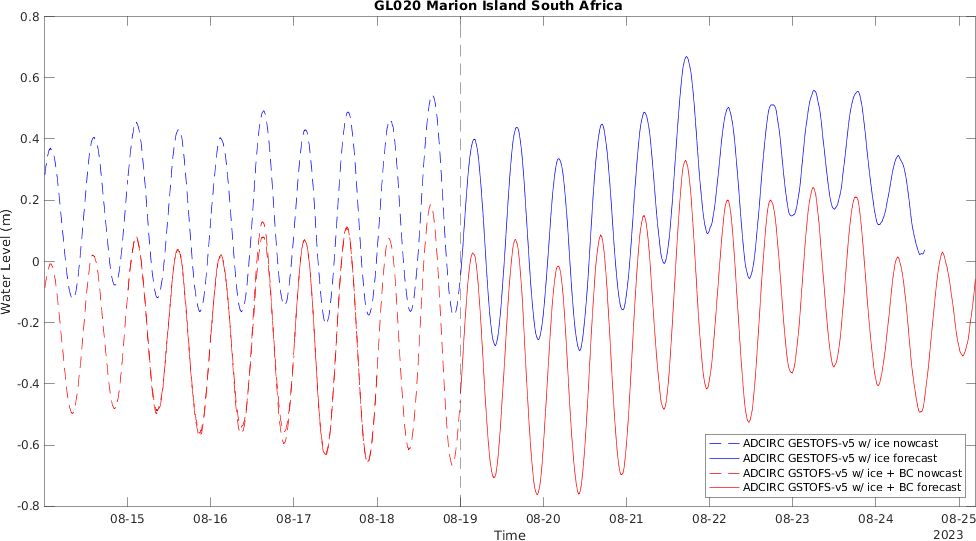 GL020 Marion Island South Africa
0.8
0.6
0.4
0.2
0
-0.2
-0.4
-0.6
-0.8
Water Level (m)
ADCIRC GESTOFS-v5 w/ ice nowcast
ADCIRC GESTOFS-v5 w/ ice forecast
ADCIRC GSTOFS-v5 w/ ice + BC nowcast
ADCIRC GSTOFS-v5 w/ ice + BC forecast
08-15 08-16 08-17 08-18 08-19 08-20 08-21 08-22 08-23 08-24 08-25
Time
2023